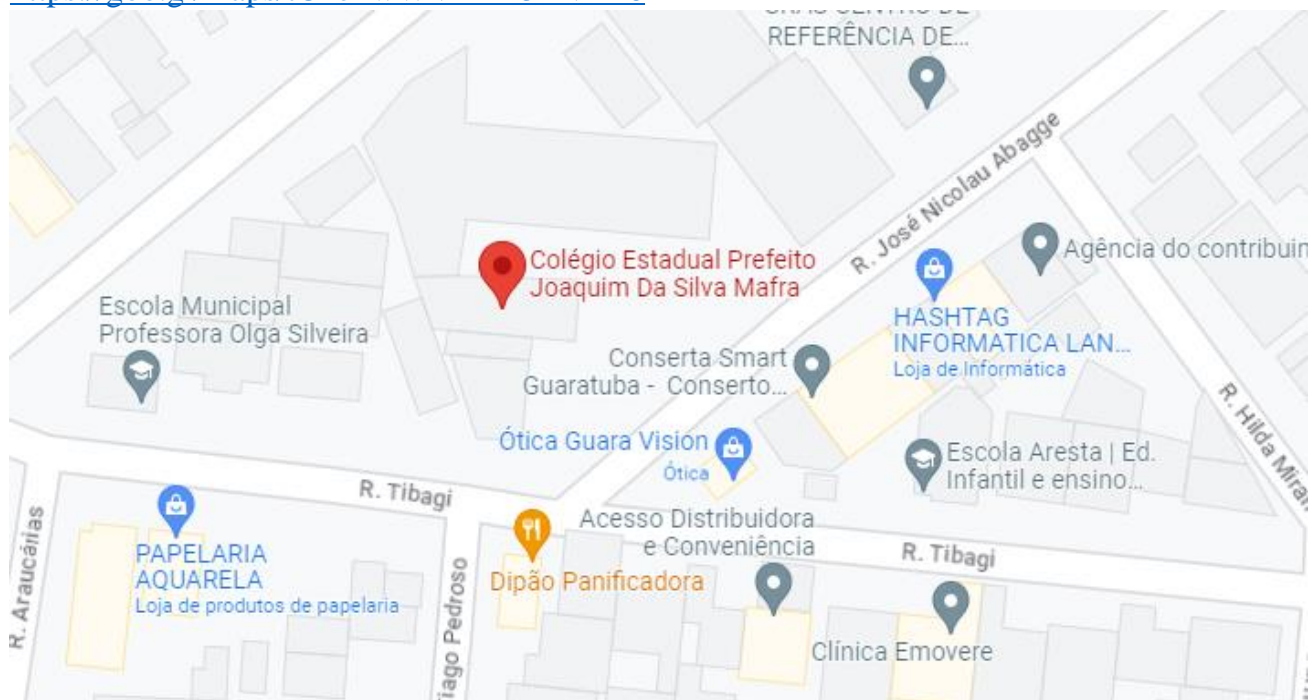 REFERÊNCIA DE...
R. José Nicolau Abagge
Colégio Estadual Prefeito
Joaquim Da Silva Mafra
Agência do contribuin
Escola Municipal
Professora Olga Silveira
HASHTAG
INFORMATICA LAN...
Loja de Informática
Conserta Smart
Guaratuba - Conserto...
R. Hilda Miran
Ótica Guara Vision
Ótica
Escola Aresta | Ed.
Infantil e ensino...
R. Tibagi
Acesso Distribuidora
e Conveniência
R. Tibagi
R. Araucárias
PAPELARIA
AQUARELA
Loja de produtos de papelaria
Dipão Panificadora
iago Pedroso
Clínica Emovere